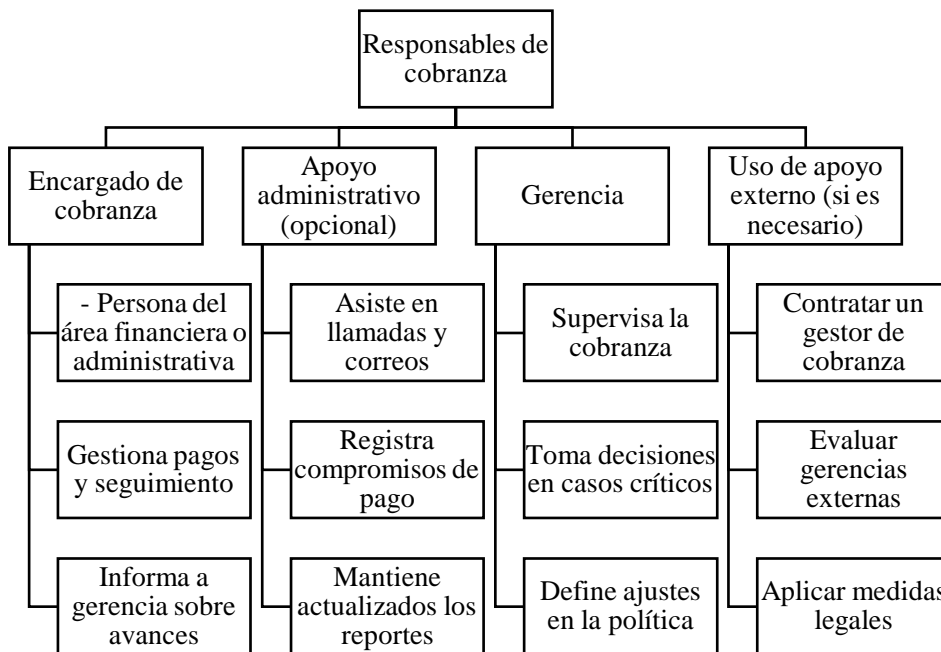 Responsables de
cobranza
Encargado de
cobranza
Apoyo
administrativo
(opcional)
Gerencia
Uso de apoyo
externo (si es
necesario)
- Persona del
área financiera o
administrativa
Asiste en
llamadas y
correos
Supervisa la
cobranza
Contratar un
gestor de
cobranza
Gestiona pagos
y seguimiento
Registra
compromisos de
pago
Toma decisiones
en casos críticos
Evaluar
gerencias
externas
Informa a
gerencia sobre
avances
Mantiene
actualizados los
reportes
Define ajustes
en la política
Aplicar medidas
legales